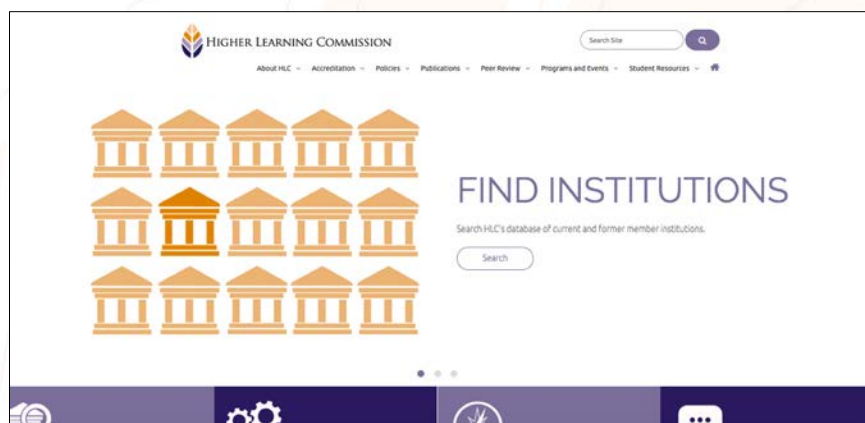 HIGHER LEARNING COMMISSION
Search Site
About HLC Accreditation Policies Publications Peer Review Programs and Events Student Resources
FIND INSTITUTIONS
Search HLC's database of current and former member institutions.
Search